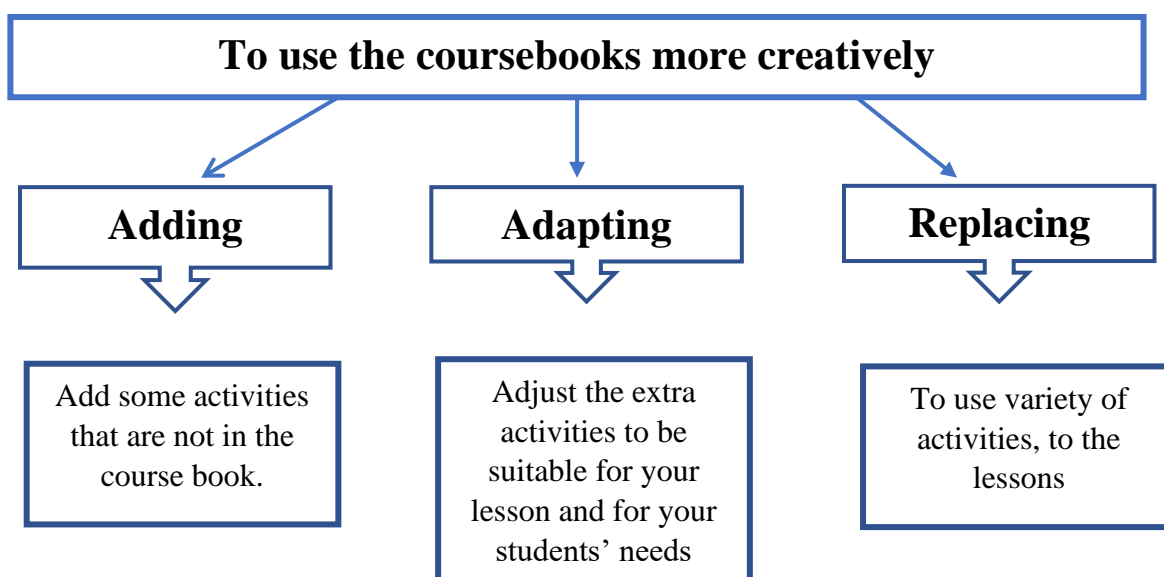 To use the coursebooks more creatively
Adding
Adapting
Replacing
Add some activities
that are not in the
course book.
Adjust the extra
activities to be
suitable for your
lesson and for your
students’ needs
To use variety of
activities, to the
lessons